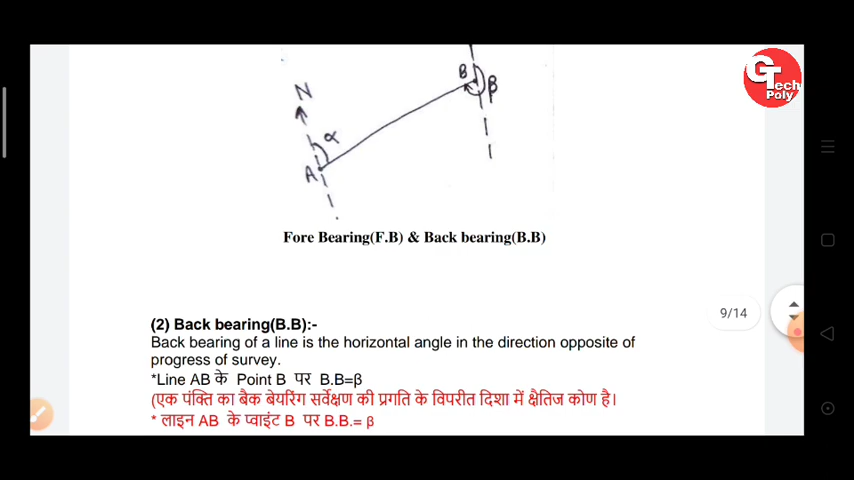 GTech
Poly
N
B
β
α
A
Fore Bearing(F.B) & Back bearing(B.B)
9/14
(2) Back bearing(B.B):-
Back bearing of a line is the horizontal angle in the direction opposite of
progress of survey.
*Line AB के Point B पर B.B=β
(एक पंक्ति का बैक बेयरिंग सर्वेक्षण की प्रगति के विपरीत दिशा में क्षैतिज कोण है।
* लाइन AB के प्वाइंट B पर B.B.= β